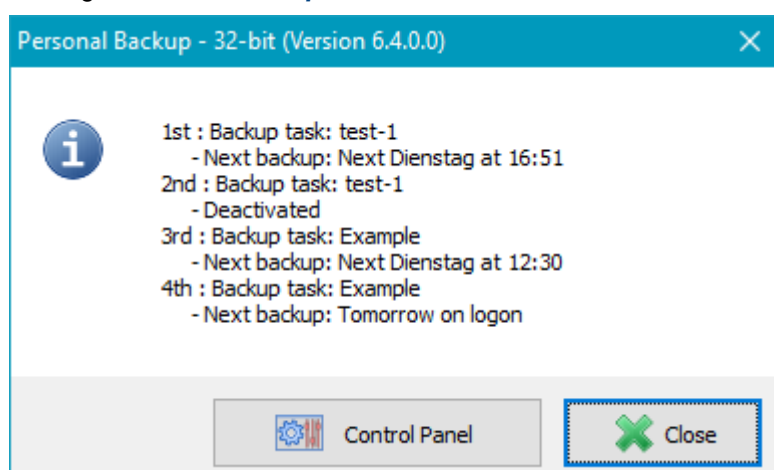 Personal Backup - 32-bit (Version 6.4.0.0)
1st : Backup task: test-1
- Next backup: Next Dienstag at 16:51
2nd : Backup task: test-1
- Deactivated
3rd : Backup task: Example
- Next backup: Next Dienstag at 12:30
4th : Backup task: Example
- Next backup: Tomorrow on logon
Control Panel
Close